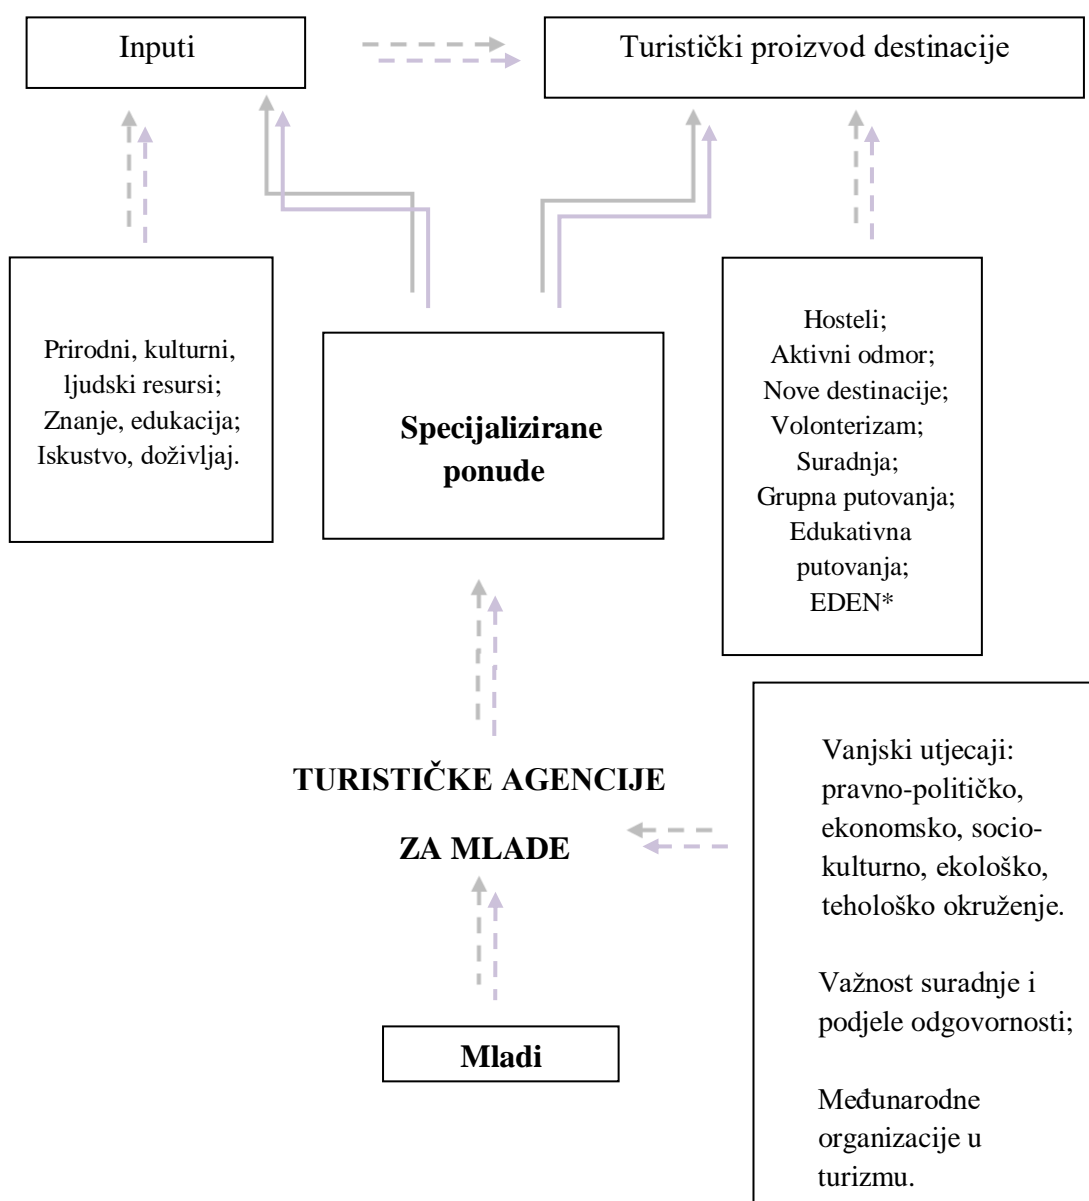 Inputi
Turistički proizvod destinacije
Prirodni, kulturni,
ljudski resursi;
Znanje, edukacija;
Iskustvo, doživljaj.
Specijalizirane
ponude
Hosteli;
Aktivni odmor;
Nove destinacije;
Volonterizam;
Suradnja;
Grupna putovanja;
Edukativna
putovanja;
EDEN*
TURISTIČKE AGENCIJE
ZA MLADE
Vanjski utjecaji:
pravno-političko,
ekonomsko, socio-
kulturno, ekološko,
tehološko okruženje.
Važnost suradnje i
podjele odgovornosti;
Međunarodne
organizacije u
turizmu.
Mladi